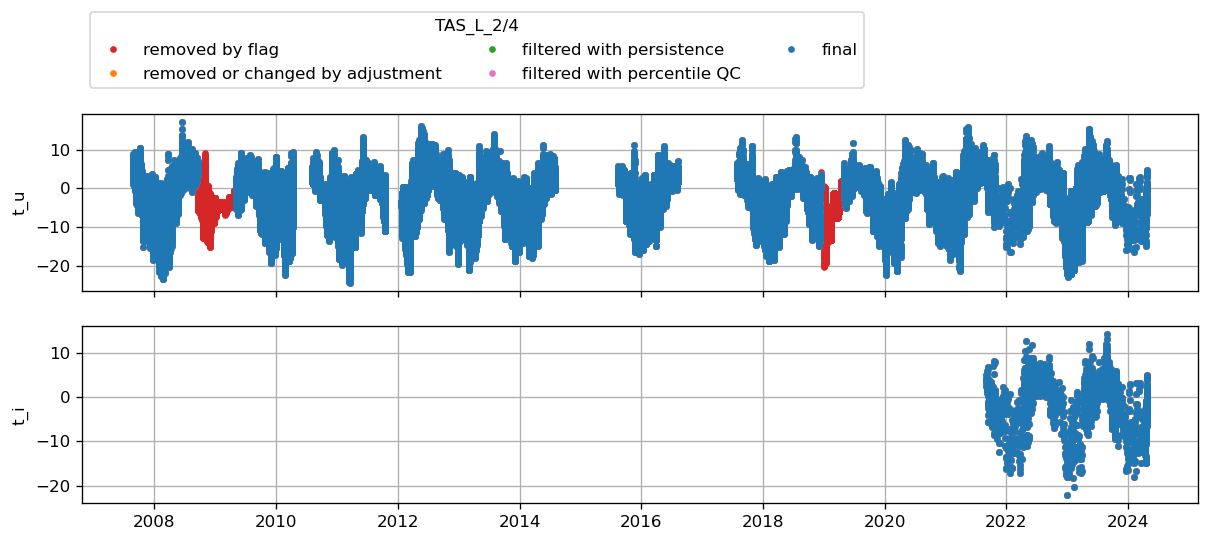 TAS_L_2/4
removed by flag
filtered with persistence
final
removed or changed by adjustment
filtered with percentile QC
10
0
−10
−20
t_u
10
0
−10
−20
t_i
2008
2010
2012
2014
2016
2018
2020
2022
2024